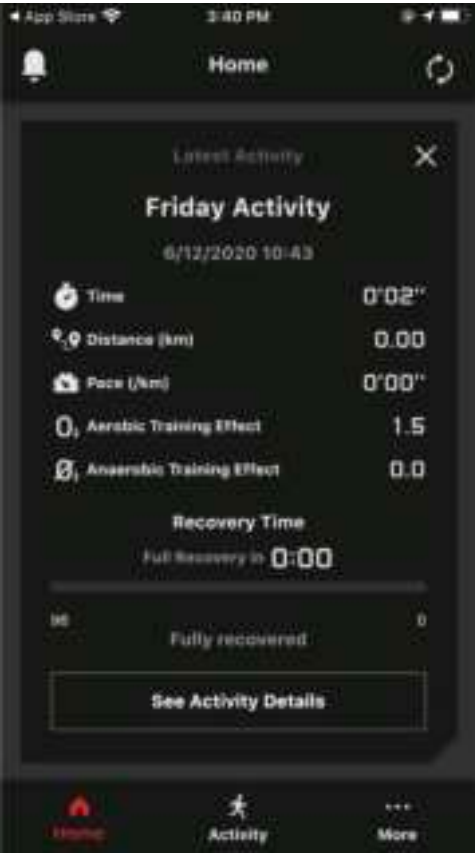 App Store 3:40 PM
Home
Latest Activity
Friday Activity
6/12/2020 10:43
Time 0'02''
Distance (km) 0.00
Pace (/km) 0'00''
Aerobic Training Effect 1.5
Anaerobic Training Effect 0.0
Recovery Time
Full Recovery in 0:00
96 0
Fully recovered
See Activity Details
Home Activity More